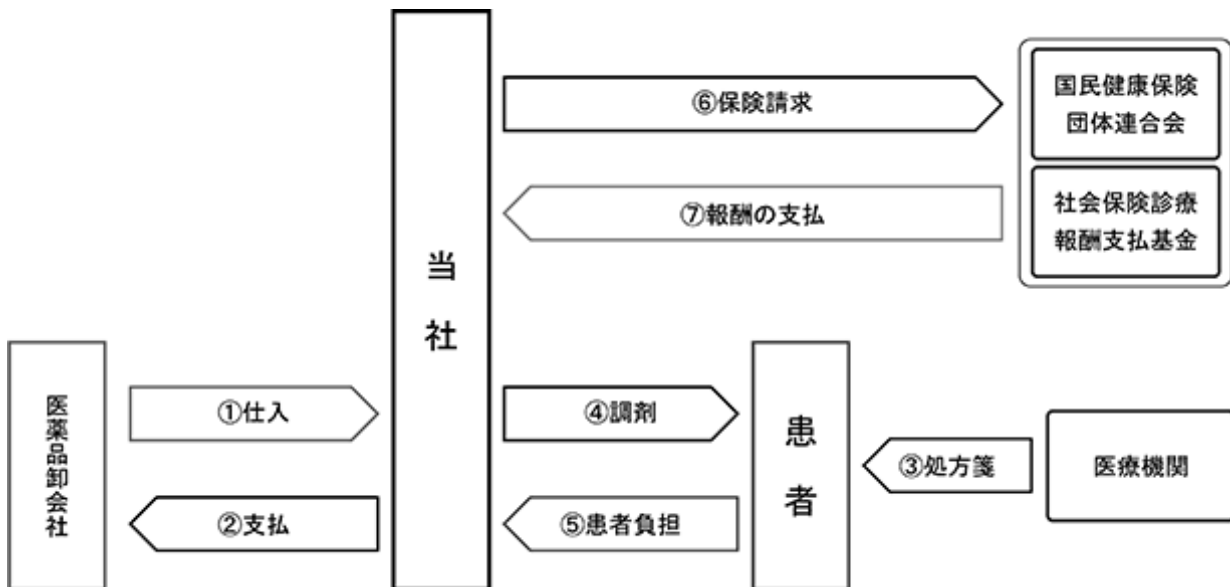 ⑥保険請求
国民健康保険
団体連合会
⑦報酬の支払
社会保険診療
報酬支払基金
当社
医薬品卸会社
①仕入
②支払
④調剤
⑤患者負担
患者
③処方箋
医療機関